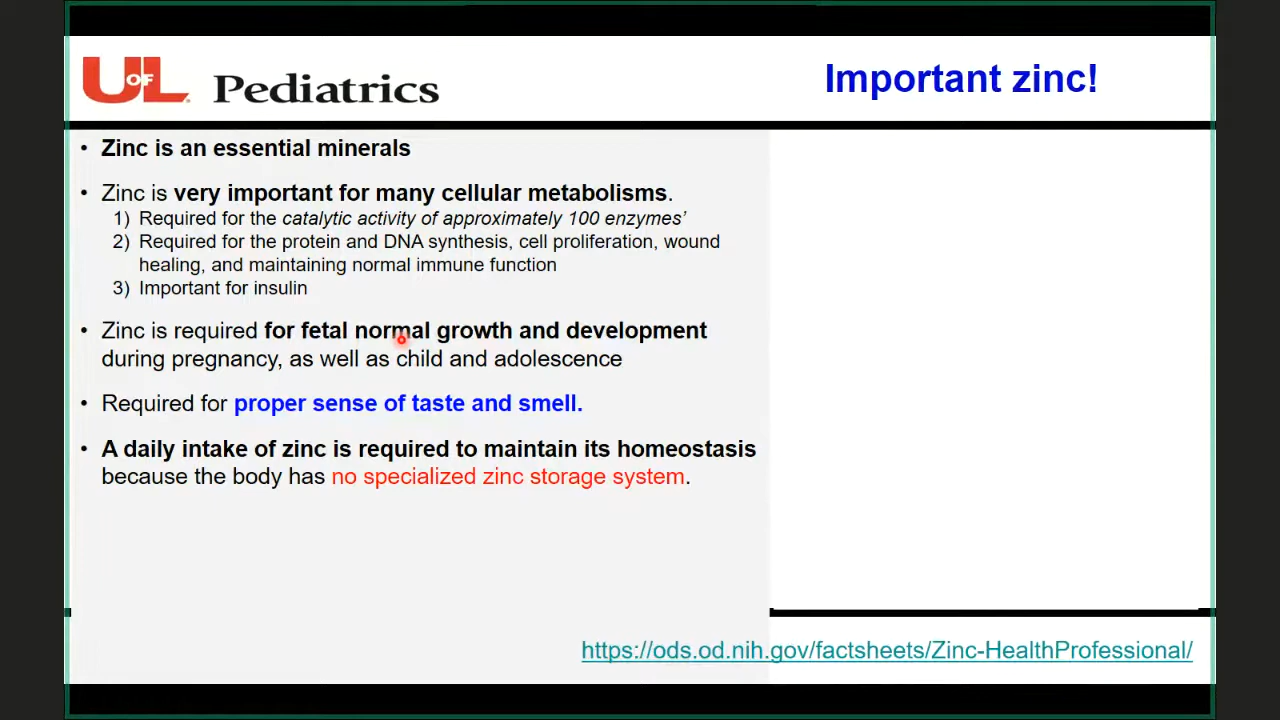 UofL Pediatrics
Important zinc!
• Zinc is an essential minerals
• Zinc is very important for many cellular metabolisms.
1) Required for the catalytic activity of approximately 100 enzymes’
2) Required for the protein and DNA synthesis, cell proliferation, wound
healing, and maintaining normal immune function
3) Important for insulin
• Zinc is required for fetal normal growth and development
during pregnancy, as well as child and adolescence
• Required for proper sense of taste and smell.
• A daily intake of zinc is required to maintain its homeostasis
because the body has no specialized zinc storage system.
https://ods.od.nih.gov/factsheets/Zinc-HealthProfessional/